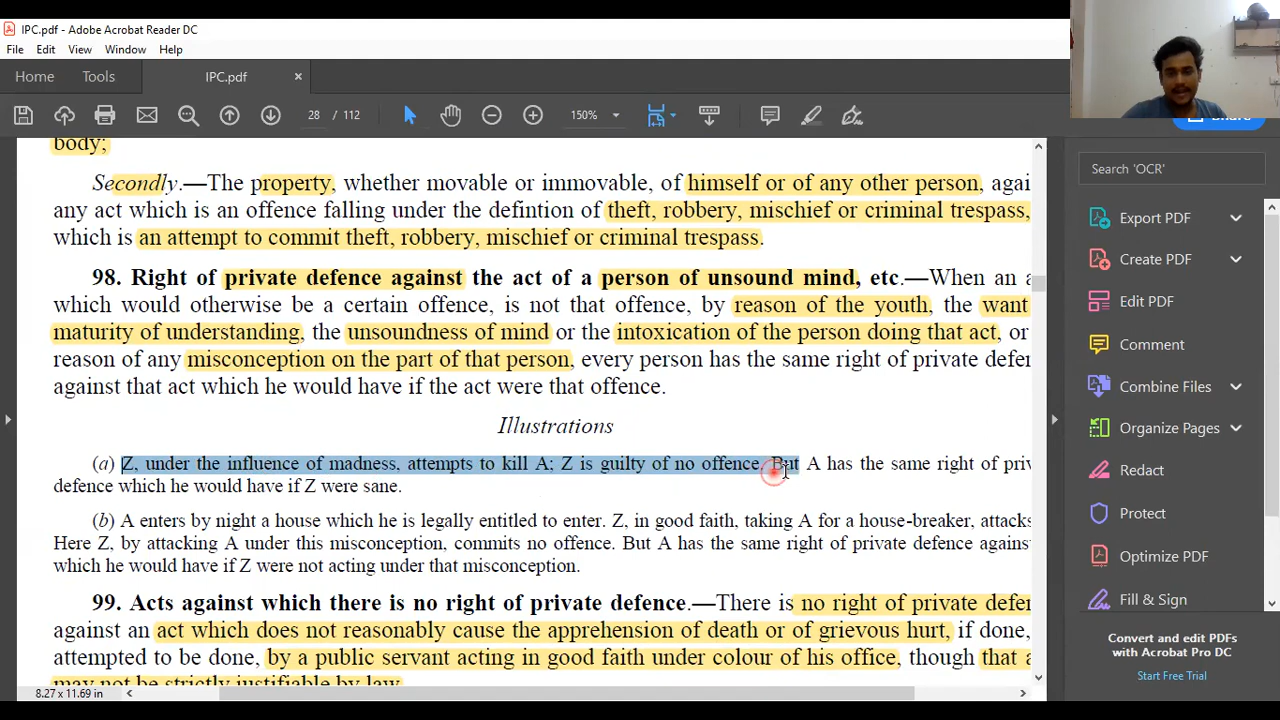 IPC.pdf - Adobe Acrobat Reader DC
File Edit View Window Help
Home Tools IPC.pdf ×
28 / 112 150%
Share
body;
Secondly.—The property, whether movable or immovable, of himself or of any other person, agai
any act which is an offence falling under the defintion of theft, robbery, mischief or criminal trespass,
which is an attempt to commit theft, robbery, mischief or criminal trespass.
98. Right of private defence against the act of a person of unsound mind, etc.—When an a
which would otherwise be a certain offence, is not that offence, by reason of the youth, the want
maturity of understanding, the unsoundness of mind or the intoxication of the person doing that act, or
reason of any misconception on the part of that person, every person has the same right of private defen
against that act which he would have if the act were that offence.
Illustrations
(a) Z, under the influence of madness, attempts to kill A; Z is guilty of no offence. But A has the same right of priv
defence which he would have if Z were sane.
(b) A enters by night a house which he is legally entitled to enter. Z, in good faith, taking A for a house-breaker, attacks
Here Z, by attacking A under this misconception, commits no offence. But A has the same right of private defence agains
which he would have if Z were not acting under that misconception.
99. Acts against which there is no right of private defence.—There is no right of private defen
against an act which does not reasonably cause the apprehension of death or of grievous hurt, if done,
attempted to be done, by a public servant acting in good faith under colour of his office, though that a
may not be strictly justifiable by law.
8.27 x 11.69 in
Search 'OCR'
Export PDF
Create PDF
Edit PDF
Comment
Combine Files
Organize Pages
Redact
Protect
Optimize PDF
Fill & Sign
Convert and edit PDFs
with Acrobat Pro DC
Start Free Trial